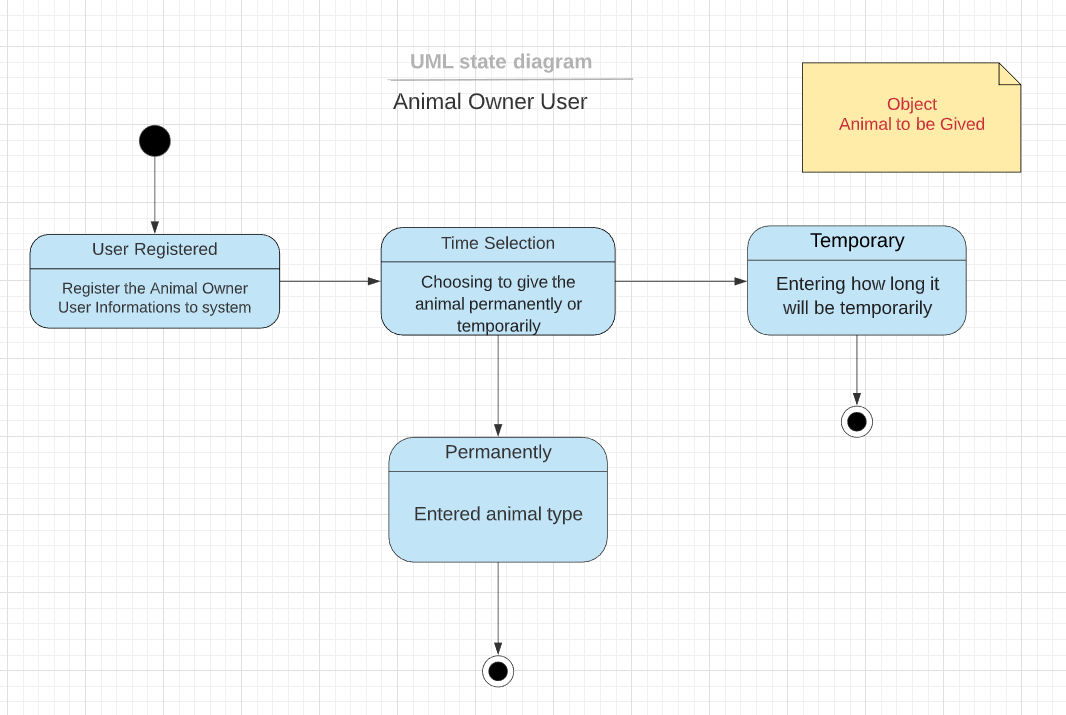 UML state diagram
Animal Owner User
Object
Animal to be Gived
User Registered
Register the Animal Owner
User Informations to system
Time Selection
Choosing to give the
animal permanently or
temporarily
Temporary
Entering how long it
will be temporarily
Permanently
Entered animal type